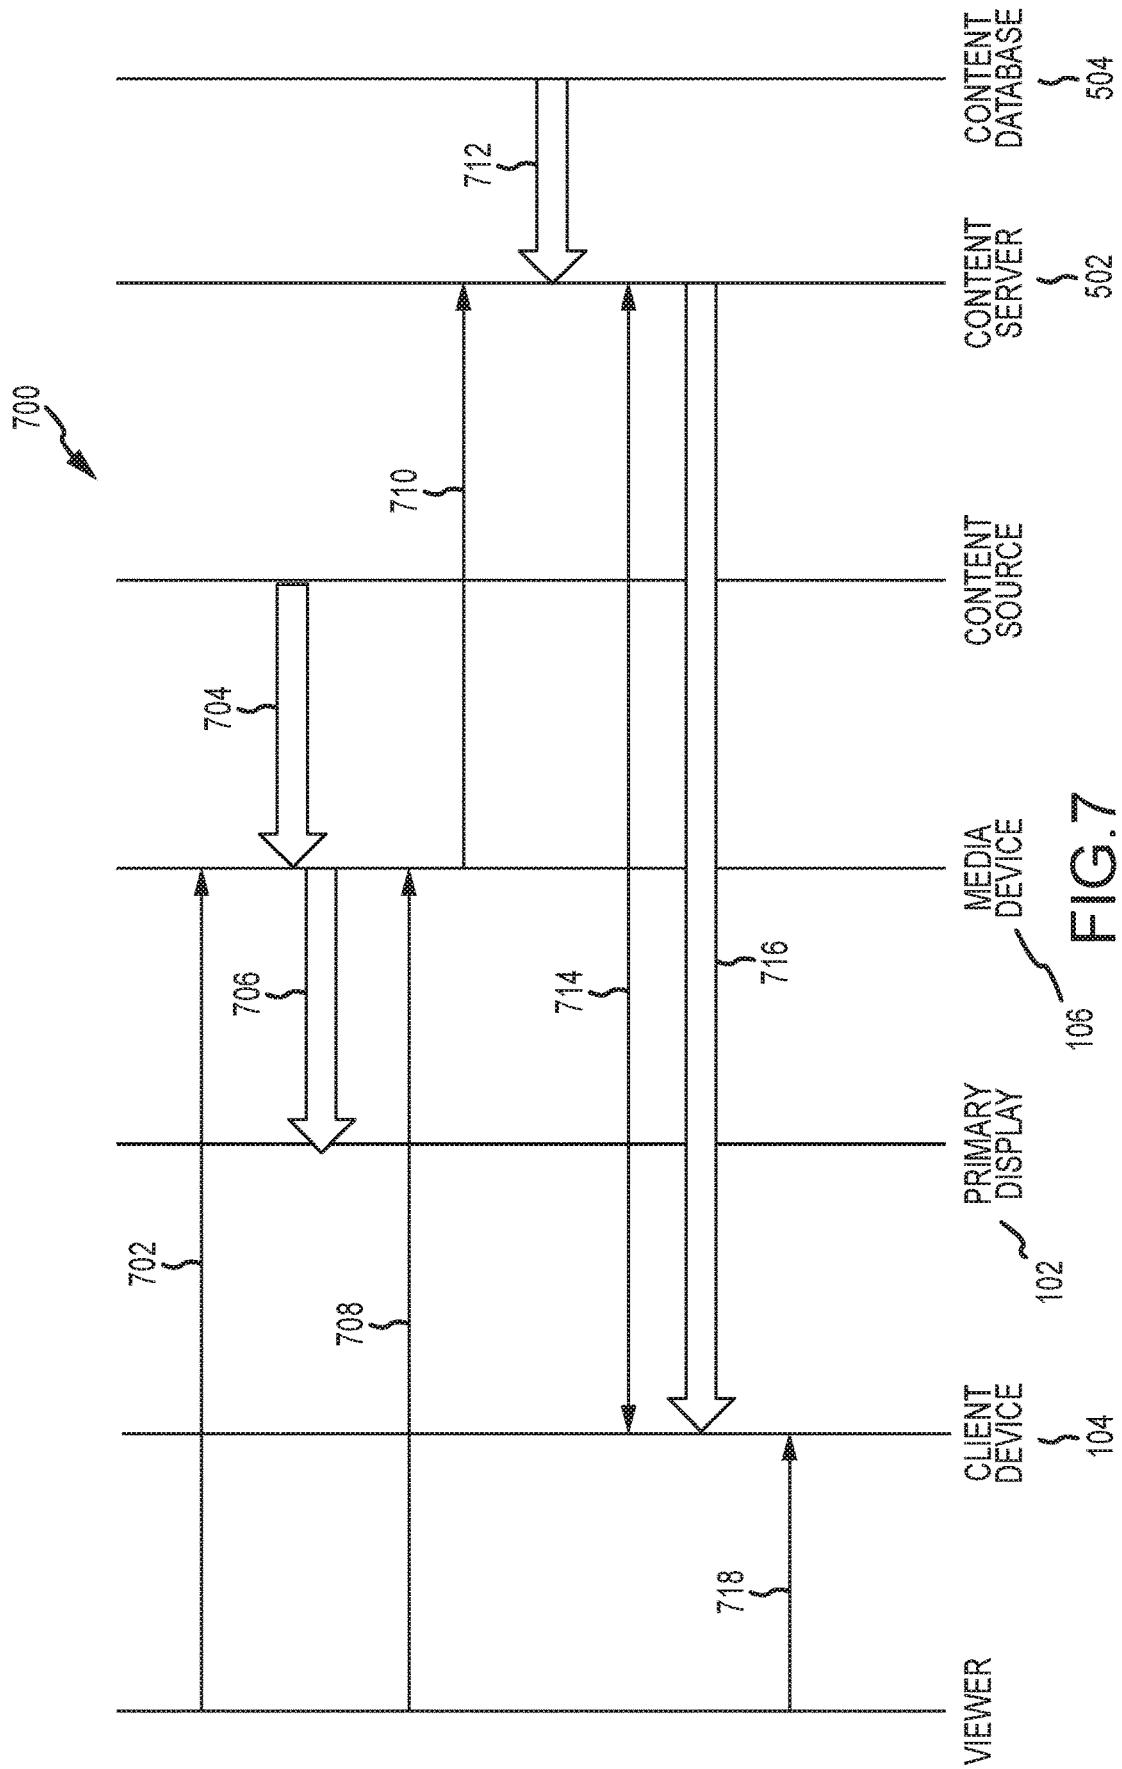 700
702
704
706
708
710
712
714
716
718
VIEWER
CLIENT
DEVICE
104
PRIMARY
DISPLAY
102
MEDIA
DEVICE
106
CONTENT
SOURCE
CONTENT
SERVER
502
CONTENT
DATABASE
504
FIG.7